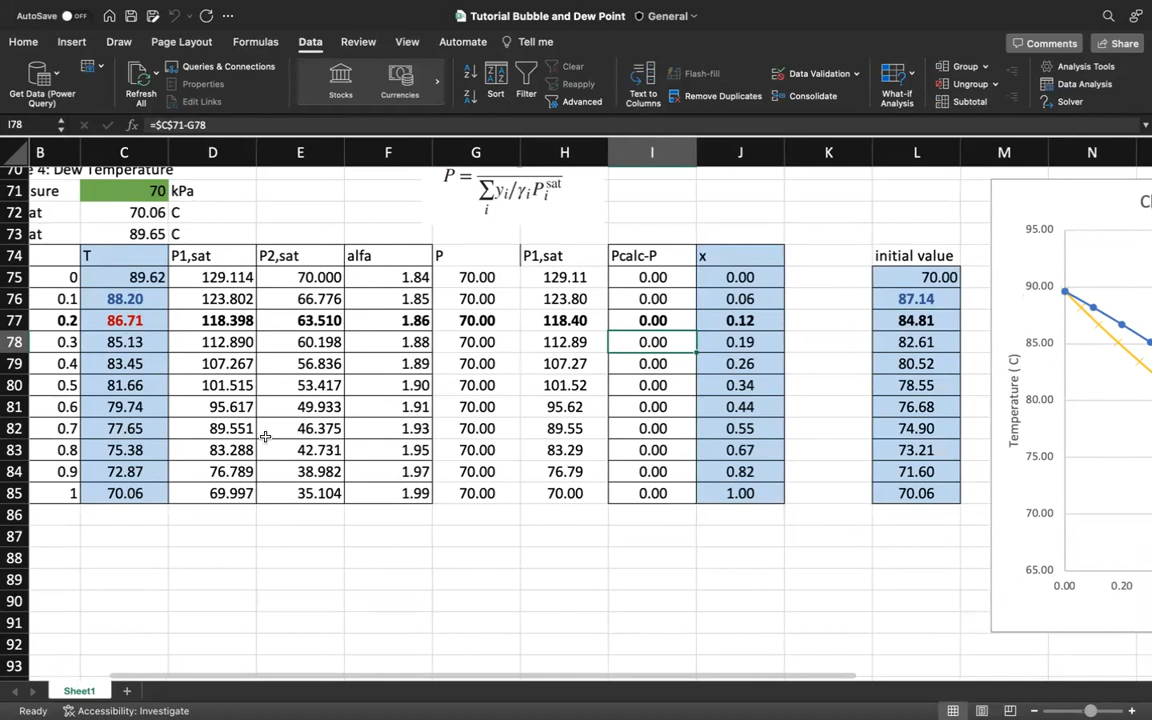 AutoSave OFF Tutorial Bubble and Dew Point General
Home Insert Draw Page Layout Formulas Data Review View Automate Tell me Comments Share
Get Data (Power Query) Refresh All Queries & Connections Properties Edit Links Stocks Currencies Sort Filter Clear Reapply Advanced Text to Columns Flash-fill Remove Duplicates Data Validation Consolidate What-if Analysis Group Ungroup Subtotal Analysis Tools Data Analysis Solver
I78 fx =$C$71-G78
B C D E F G H I J K L M N
70 e 4: Dew Temperature
P = ∑ i yi/γiPi sat
71 sure 70 kPa
72 at 70.06 C
73 at 89.65 C
74 T P1,sat P2,sat alfa P P1,sat Pcalc-P x initial value
75 0 89.62 129.114 70.000 1.84 70.00 129.11 0.00 0.00 70.00
76 0.1 88.20 123.802 66.776 1.85 70.00 123.80 0.00 0.06 87.14
77 0.2 86.71 118.398 63.510 1.86 70.00 118.40 0.00 0.12 84.81
78 0.3 85.13 112.890 60.198 1.88 70.00 112.89 0.00 0.19 82.61
79 0.4 83.45 107.267 56.836 1.89 70.00 107.27 0.00 0.26 80.52
80 0.5 81.66 101.515 53.417 1.90 70.00 101.52 0.00 0.34 78.55
81 0.6 79.74 95.617 49.933 1.91 70.00 95.62 0.00 0.44 76.68
82 0.7 77.65 89.551 46.375 1.93 70.00 89.55 0.00 0.55 74.90
83 0.8 75.38 83.288 42.731 1.95 70.00 83.29 0.00 0.67 73.21
84 0.9 72.87 76.789 38.982 1.97 70.00 76.79 0.00 0.82 71.60
85 1 70.06 69.997 35.104 1.99 70.00 70.00 0.00 1.00 70.06
86
87
88
89
90
91
92
93
95.00
90.00
85.00
80.00
75.00
70.00
65.00
Temperature ( C)
0.00 0.20
Sheet1
Ready Accessibility: Investigate